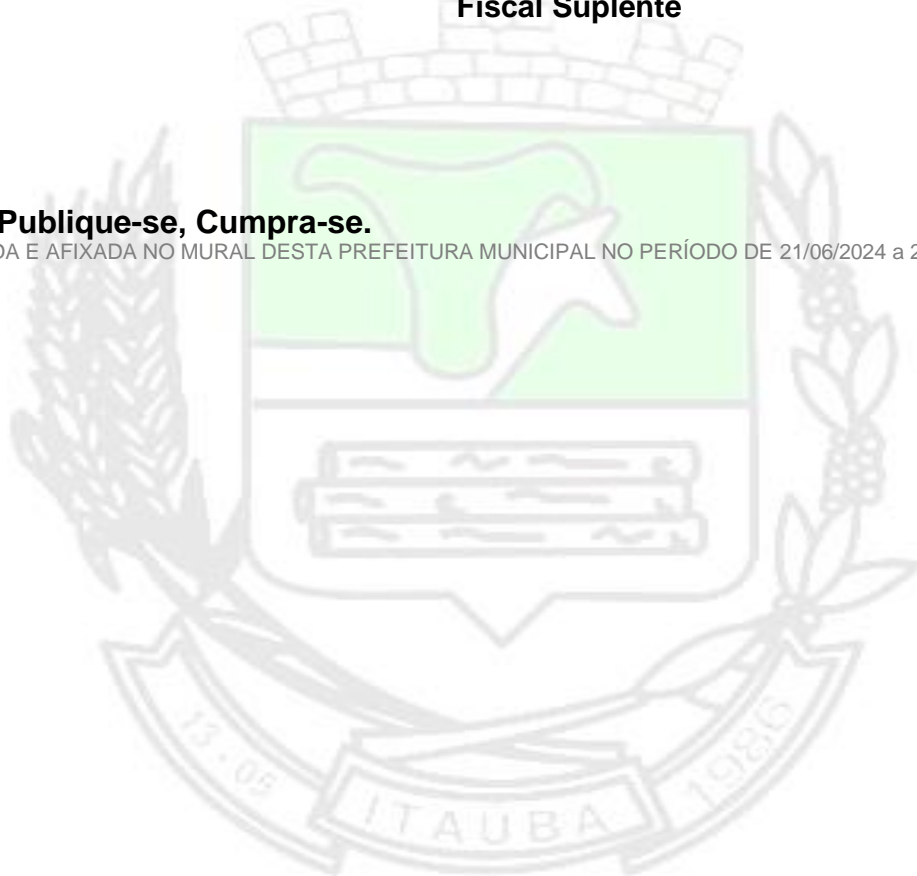 Fiscal Suplente
Publique-se, Cumpra-se.
DA E AFIXADA NO MURAL DESTA PREFEITURA MUNICIPAL NO PERÍODO DE 21/06/2024 a 2
13 - 05
1986
ITAUBA